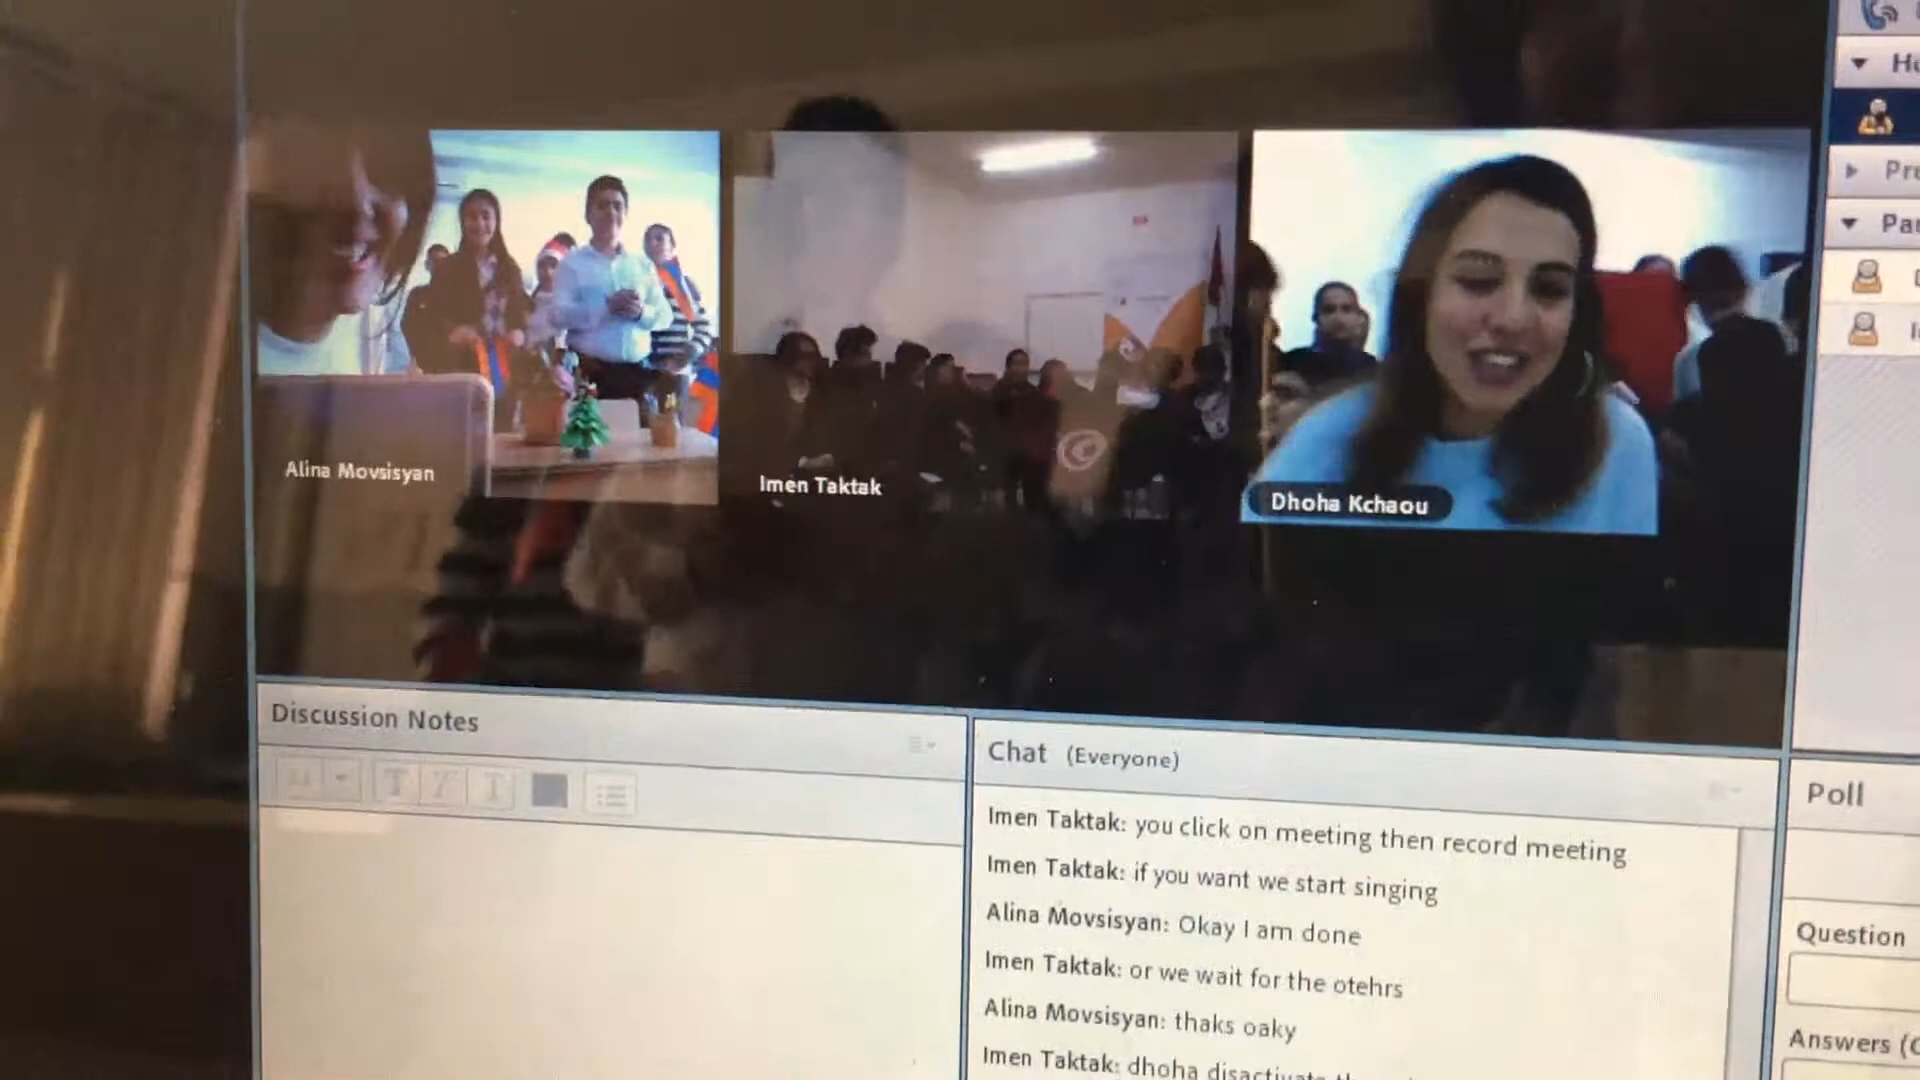 Alina Movsisyan
Imen Taktak
Dhoha Kchaou
Discussion Notes
Chat (Everyone)
Imen Taktak: you click on meeting then record meeting
Imen Taktak: if you want we start singing
Alina Movsisyan: Okay I am done
Imen Taktak: or we wait for the otehrs
Alina Movsisyan: thaks oaky
Imen Taktak: dhoha
Poll
Question
Answers